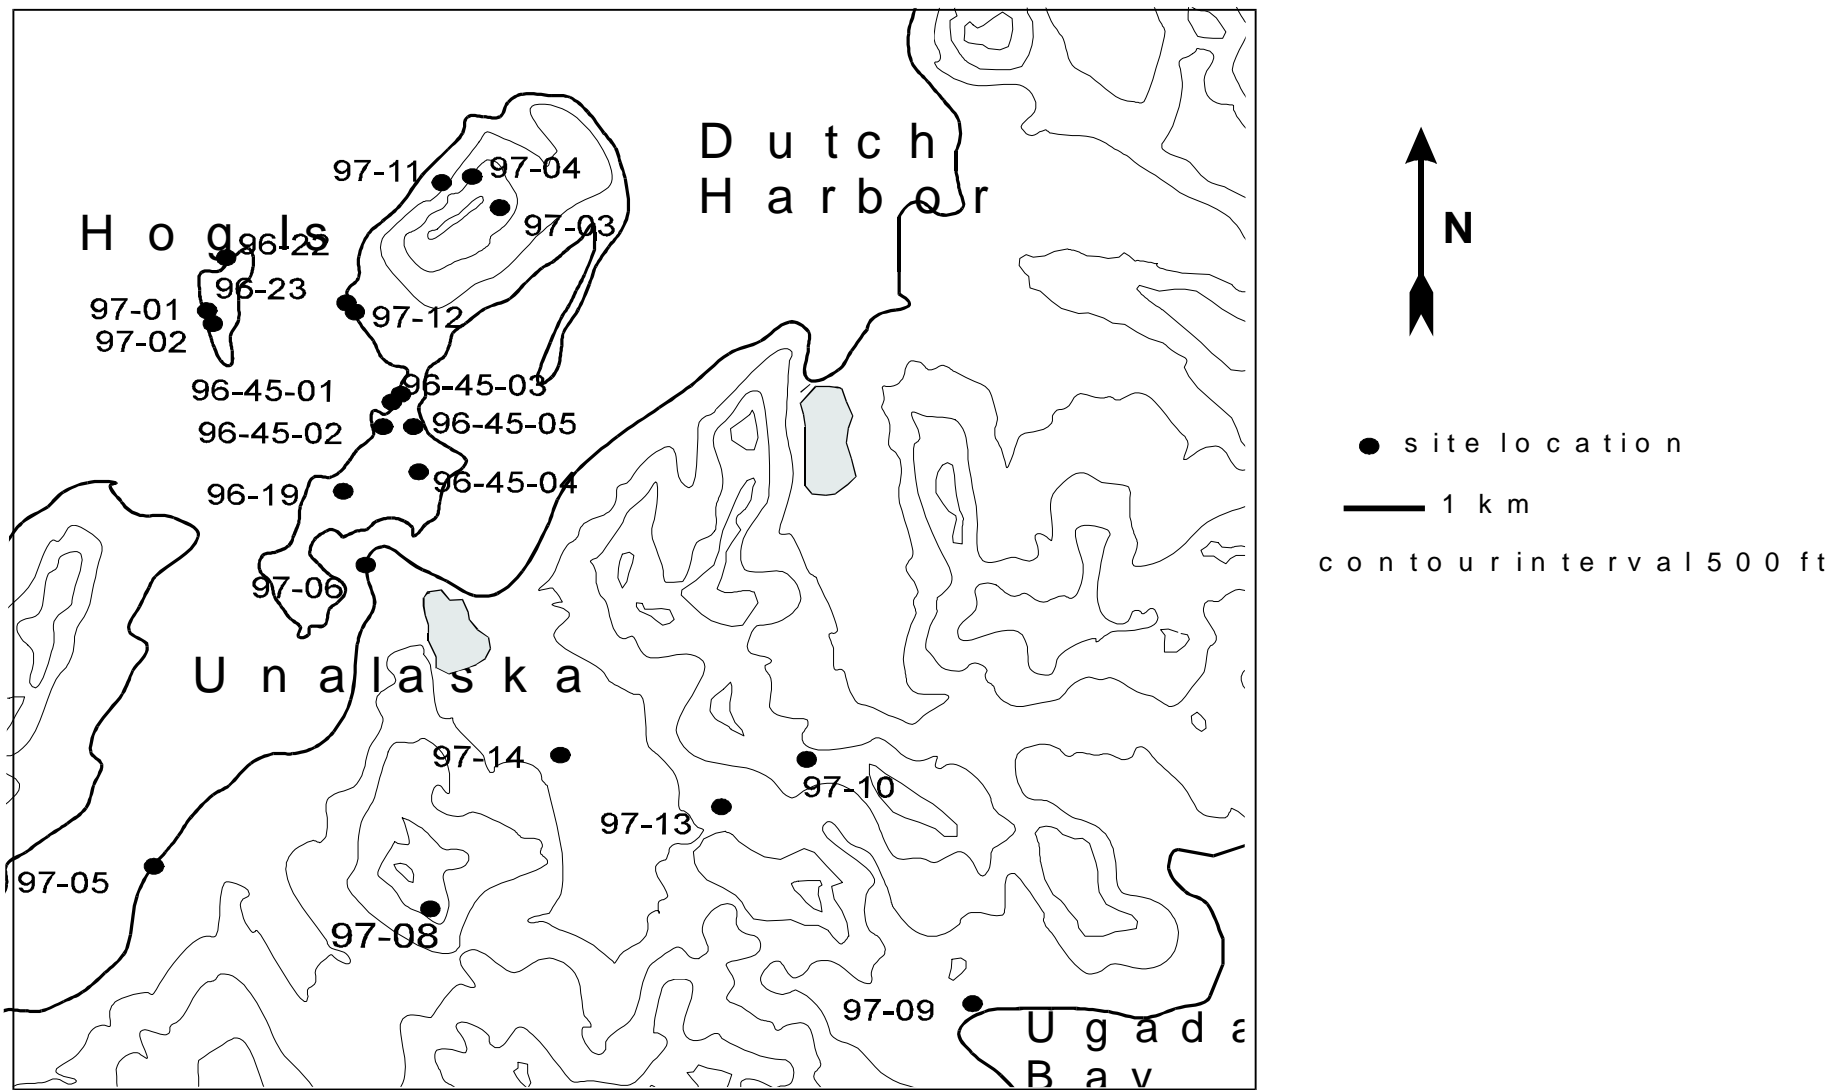 Dutch
Harbor
97-11
97-04
97-03
Hog Is
96-22
96-23
97-01
97-02
97-12
96-45-01
96-45-03
96-45-02
96-45-05
96-19
96-45-04
97-06
Unalaska
97-14
97-10
97-13
97-05
97-08
97-09
Ugada
Bay
N
site location
1 km
contour interval 500 ft